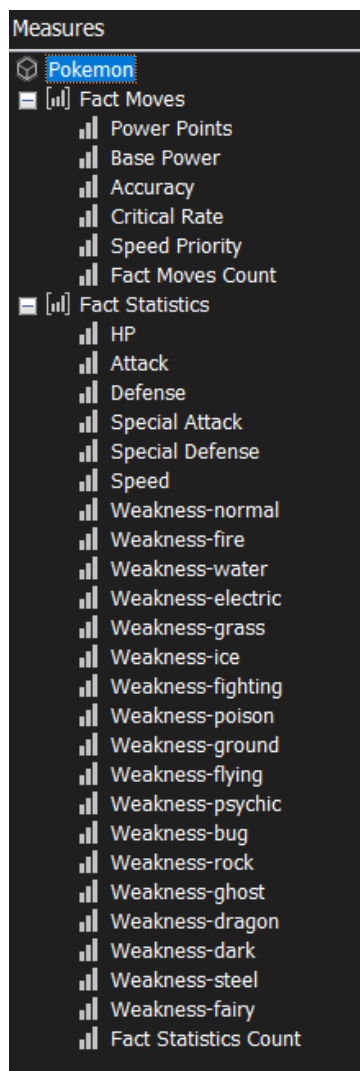 Measures
Pokemon
Fact Moves
Power Points
Base Power
Accuracy
Critical Rate
Speed Priority
Fact Moves Count
Fact Statistics
HP
Attack
Defense
Special Attack
Special Defense
Speed
Weakness-normal
Weakness-fire
Weakness-water
Weakness-electric
Weakness-grass
Weakness-ice
Weakness-fighting
Weakness-poison
Weakness-ground
Weakness-flying
Weakness-psychic
Weakness-bug
Weakness-rock
Weakness-ghost
Weakness-dragon
Weakness-dark
Weakness-steel
Weakness-fairy
Fact Statistics Count